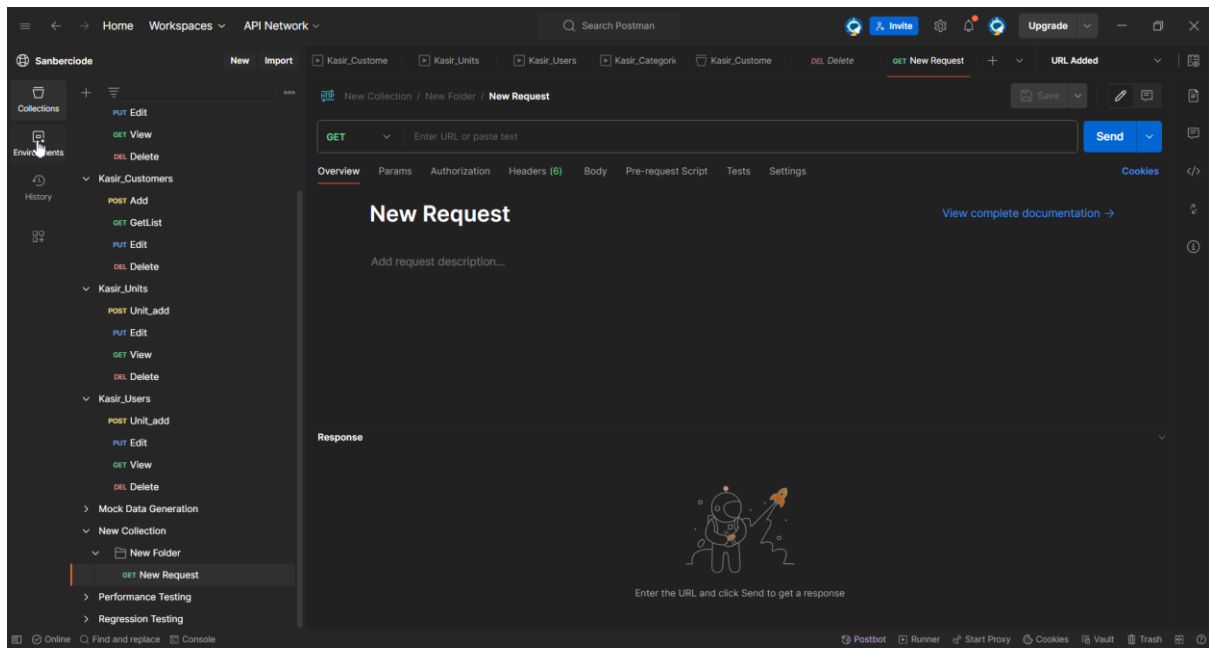 Home Workspaces API Network Search Postman Invite Upgrade
Sanberciode New Import Kasir_Custome Kasir_Units Kasir_Users Kasir_Categori Kasir_Custome DEL Delete GET New Request URL Added
Collections
HTTP New Collection / New Folder / New Request Save
PUT Edit
GET View
GET Enter URL or paste text Send
Environments
DEL Delete
Overview Params Authorization Headers (6) Body Pre-request Script Tests Settings Cookies
Kasir_Customers
History
POST Add
New Request View complete documentation →
GET GetList
PUT Edit
Add request description...
DEL Delete
Kasir_Units
POST Unit_add
PUT Edit
GET View
DEL Delete
Kasir_Users
POST Unit_add
PUT Edit
Response
GET View
DEL Delete
Mock Data Generation
New Collection
New Folder
GET New Request
Enter the URL and click Send to get a response
Performance Testing
Regression Testing
Online Find and replace Console Postbot Runner Start Proxy Cookies Vault Trash